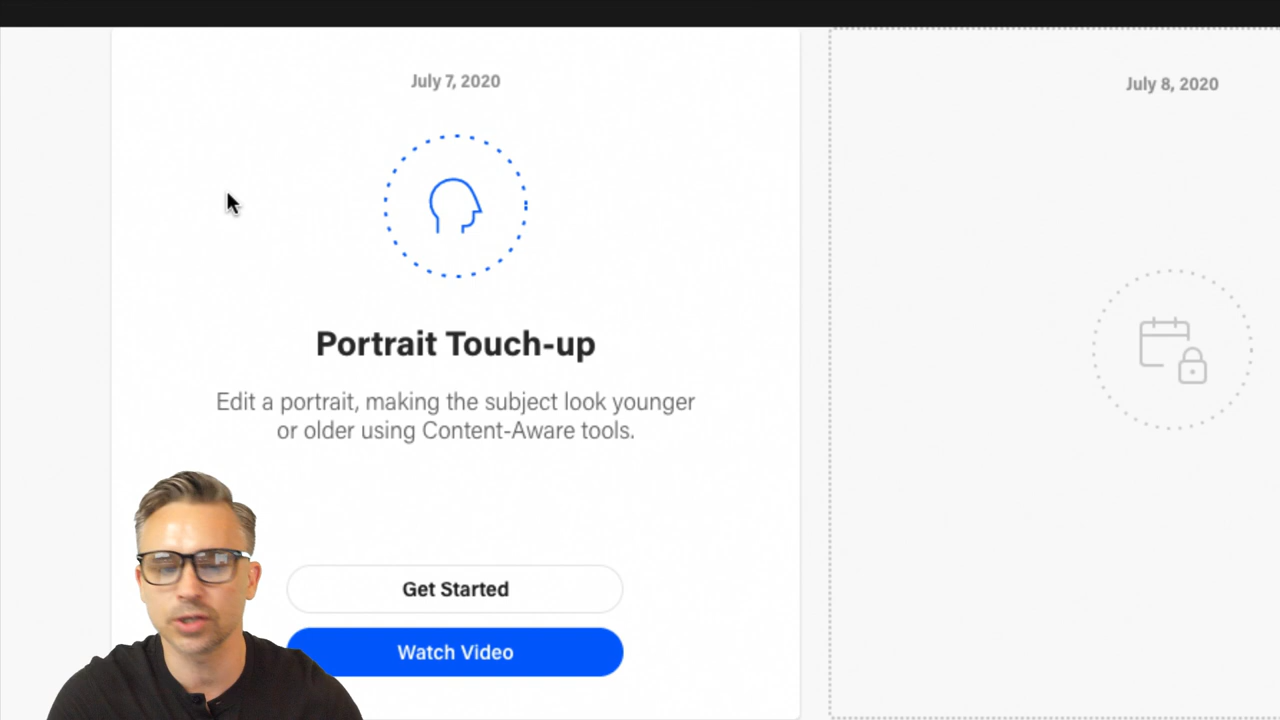 July 7, 2020
Portrait Touch-up
Edit a portrait, making the subject look younger
or older using Content-Aware tools.
Get Started
Watch Video
July 8, 2020